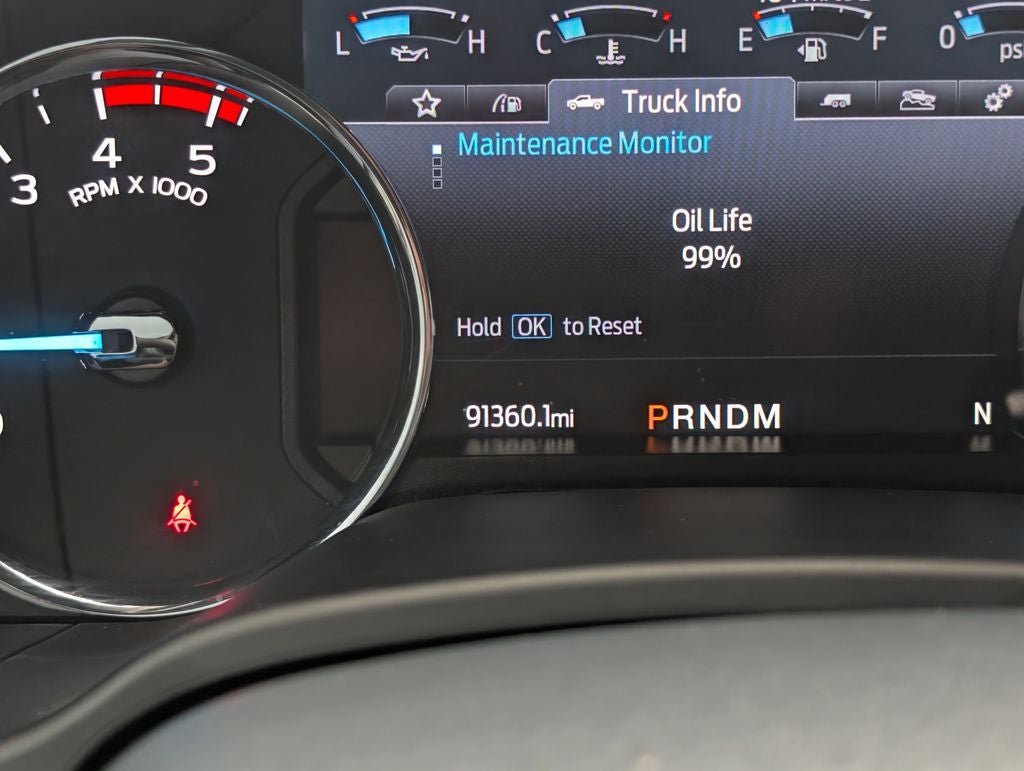 L H C H E F 0 psi
Truck Info
Maintenance Monitor
Oil Life
99%
Hold OK to Reset
91360.1mi PRNDM N
3 4 5
RPM X 1000